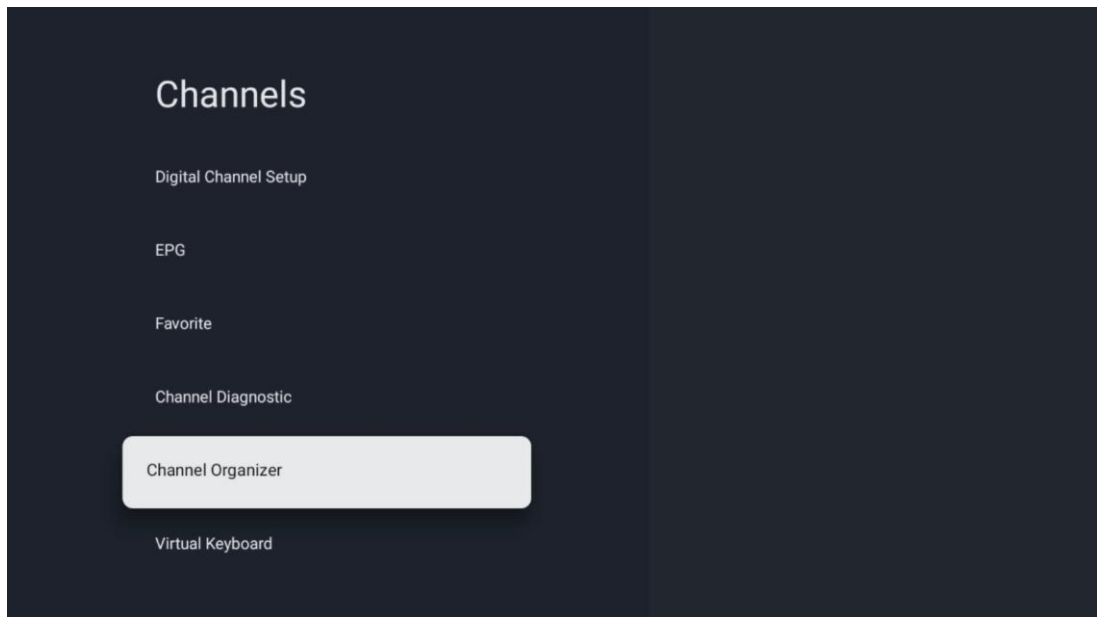 Channels
Digital Channel Setup
EPG
Favorite
Channel Diagnostic
Channel Organizer
Virtual Keyboard